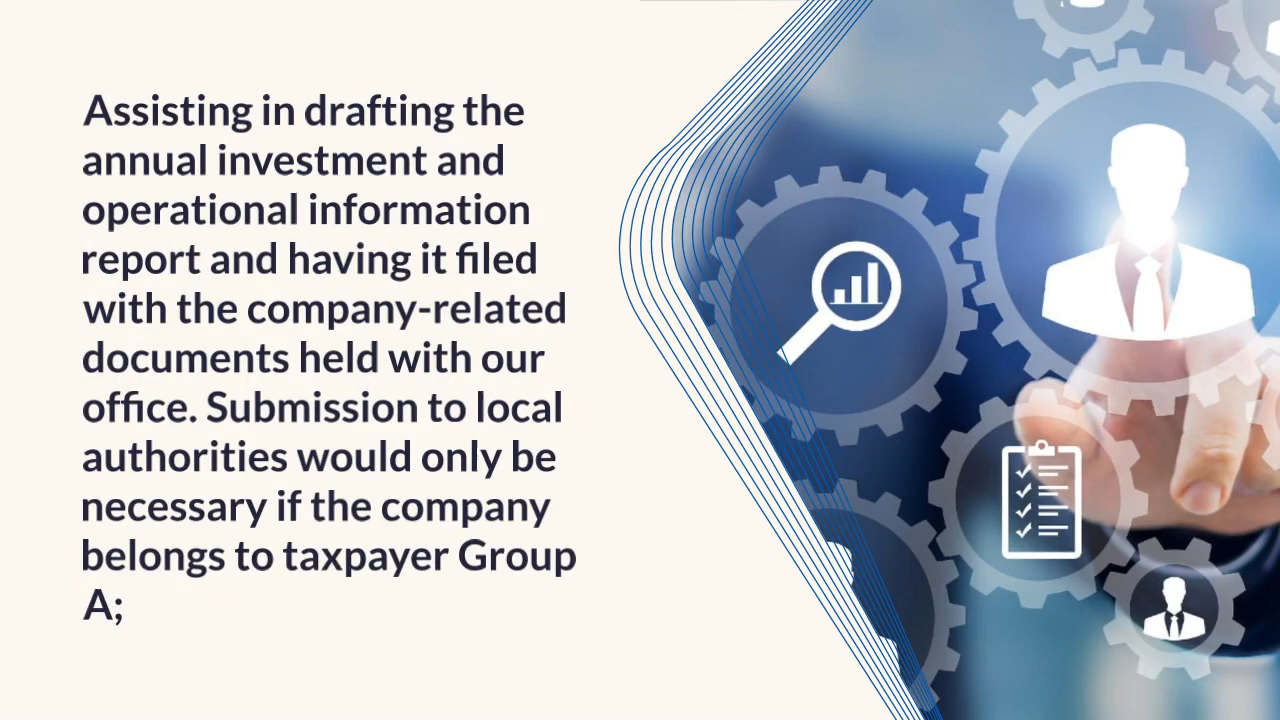 Assisting in drafting the
annual investment and
operational information
report and having it filed
with the company-related
documents held with our
office. Submission to local
authorities would only be
necessary if the company
belongs to taxpayer Group
A;